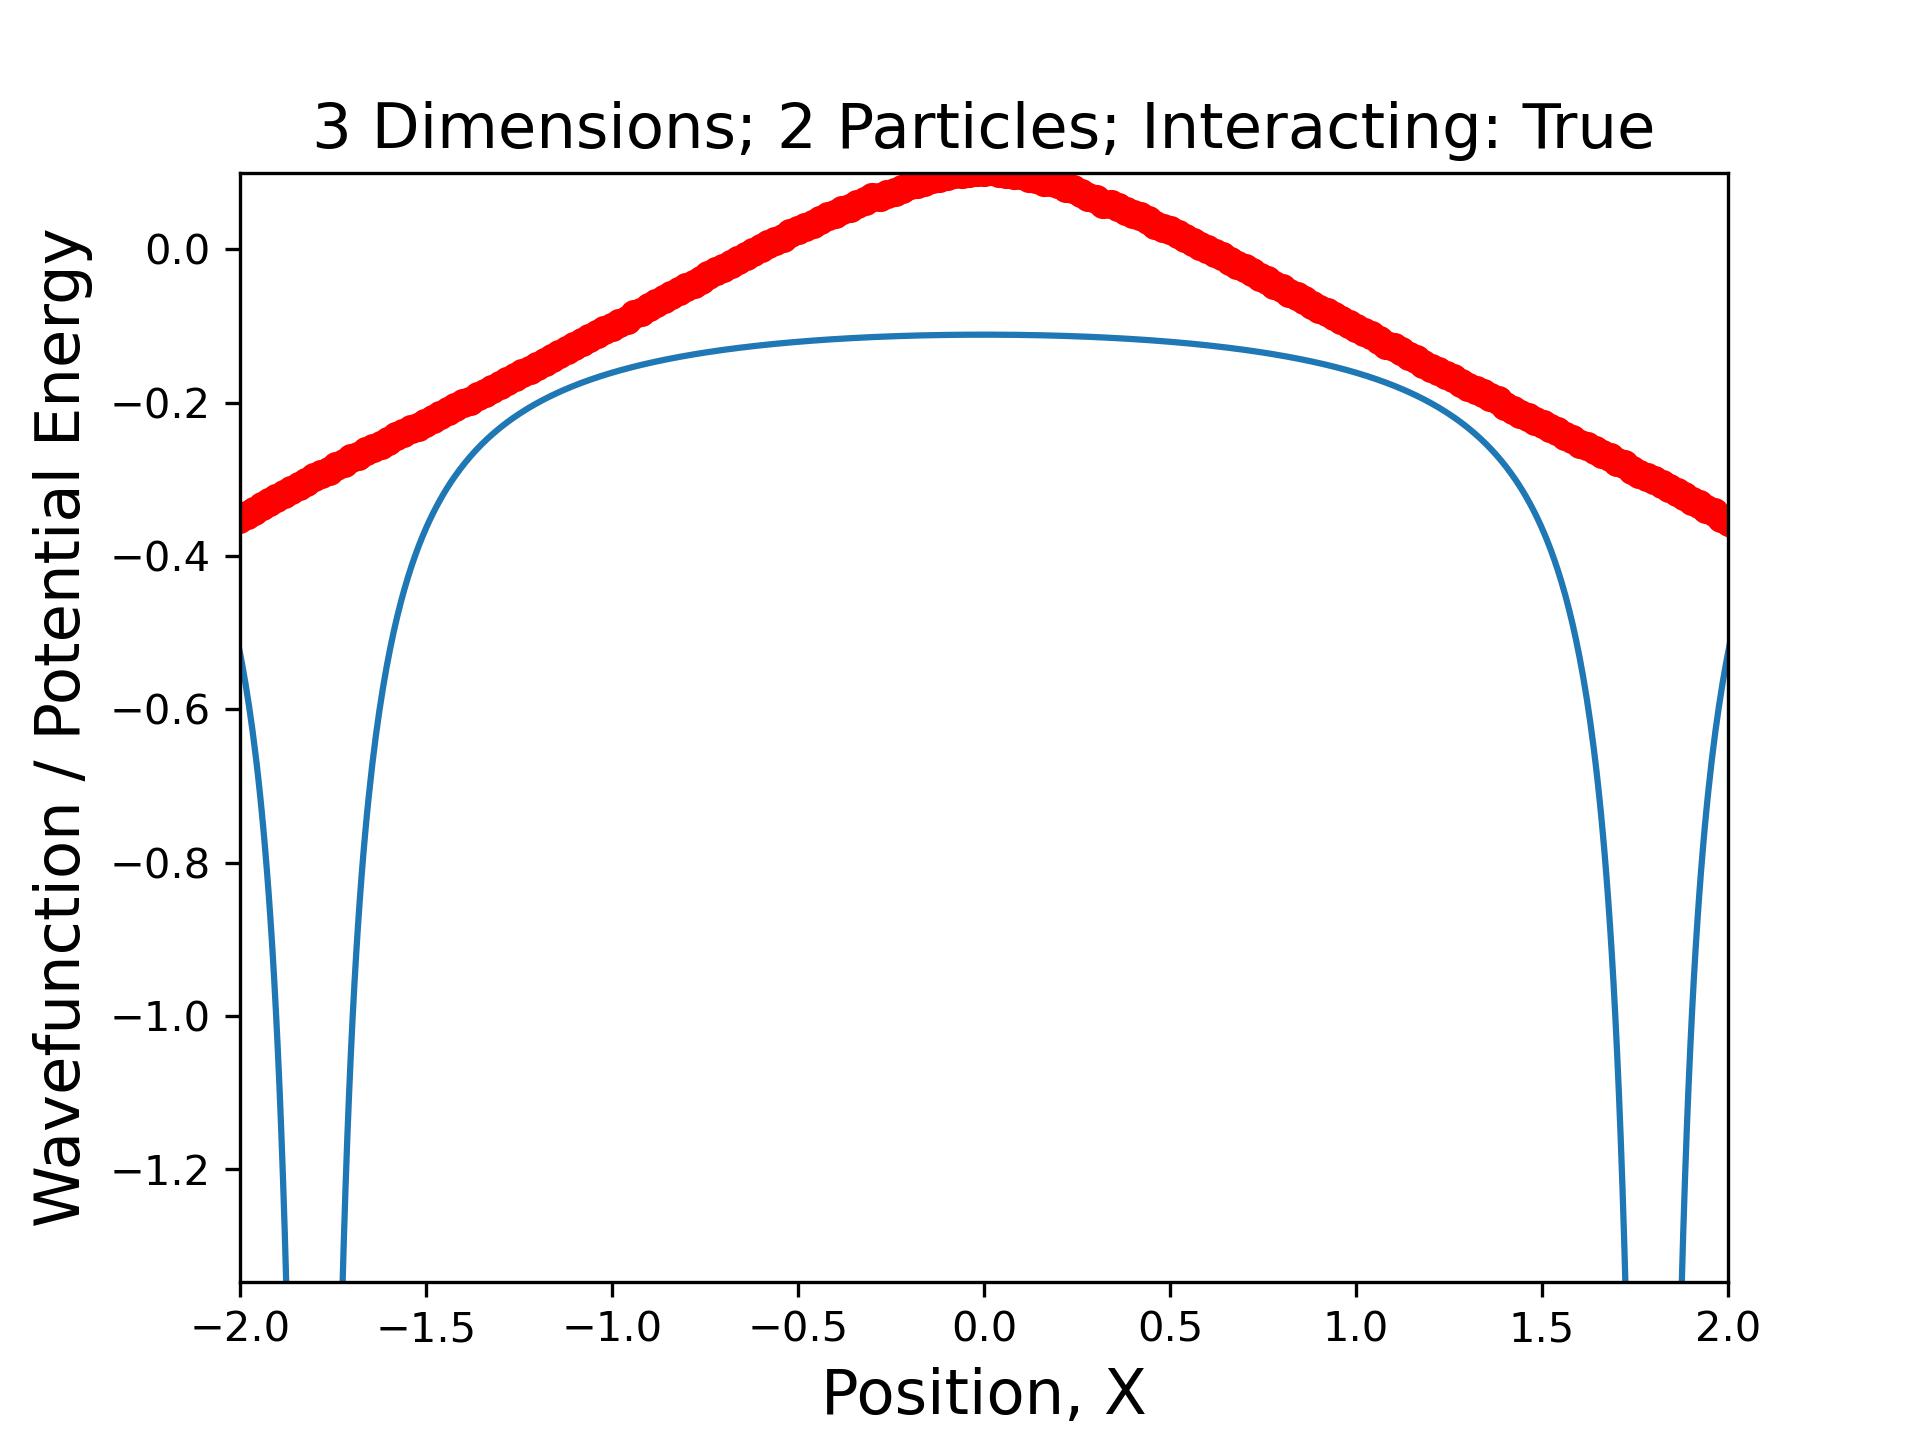 3 Dimensions; 2 Particles; Interacting: True
Wavefunction / Potential Energy
0.0
−0.2
−0.4
−0.6
−0.8
−1.0
−1.2
−2.0 −1.5 −1.0 −0.5 0.0 0.5 1.0 1.5 2.0
Position, X